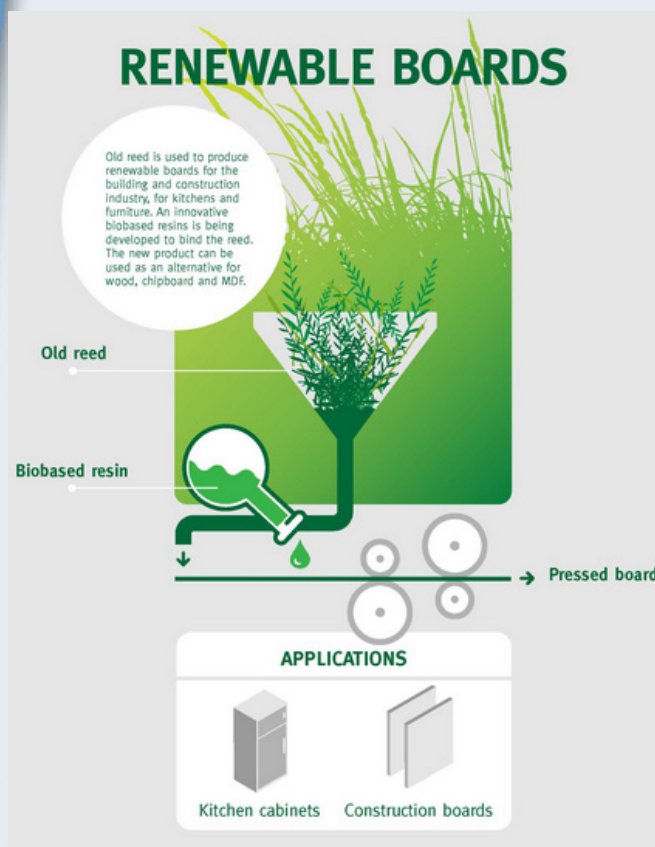 RENEWABLE BOARDS
Old reed is used to produce
renewable boards for the
building and construction
industry, for kitchens and
furniture. An innovative
biobased resins is being
developed to bind the reed.
The new product can be
used as an alternative for
wood, chipboard and MDF.
Old reed
Biobased resin
Pressed board
APPLICATIONS
Kitchen cabinets
Construction boards